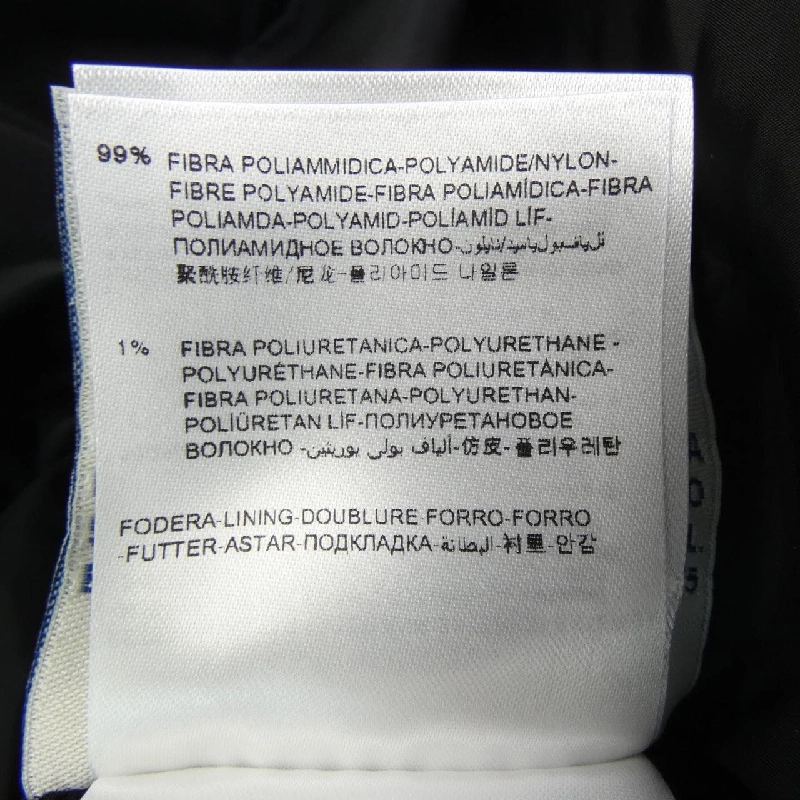 99% FIBRA POLIAMMIDICA-POLYAMIDE/NYLON-
FIBRE POLYAMIDE-FIBRA POLIAMÍDICA-FIBRA
POLIAMDA-POLYAMID-POLİAMİD LİF-
ПОЛИАМИДНОЕ ВОЛОКНО-
聚酰胺纤维/尼龙-폴리아미드 나일론
1% FIBRA POLIURETANICA-POLYURETHANE-
POLYURÉTHANE-FIBRA POLIURETÁNICA-
FIBRA POLIURETANA-POLYURETHAN-
POLİÜRETAN LİF-ПОЛИУРЕТАНОВОЕ
ВОЛОКНО -ألياف بولي يوريثين-仿皮-폴리우레탄
FODERA-LINING-DOUBLURE FORRO-FORRO
-FUTTER-ASTAR-ПОДКЛАДКА-البطانة-衬里-안감